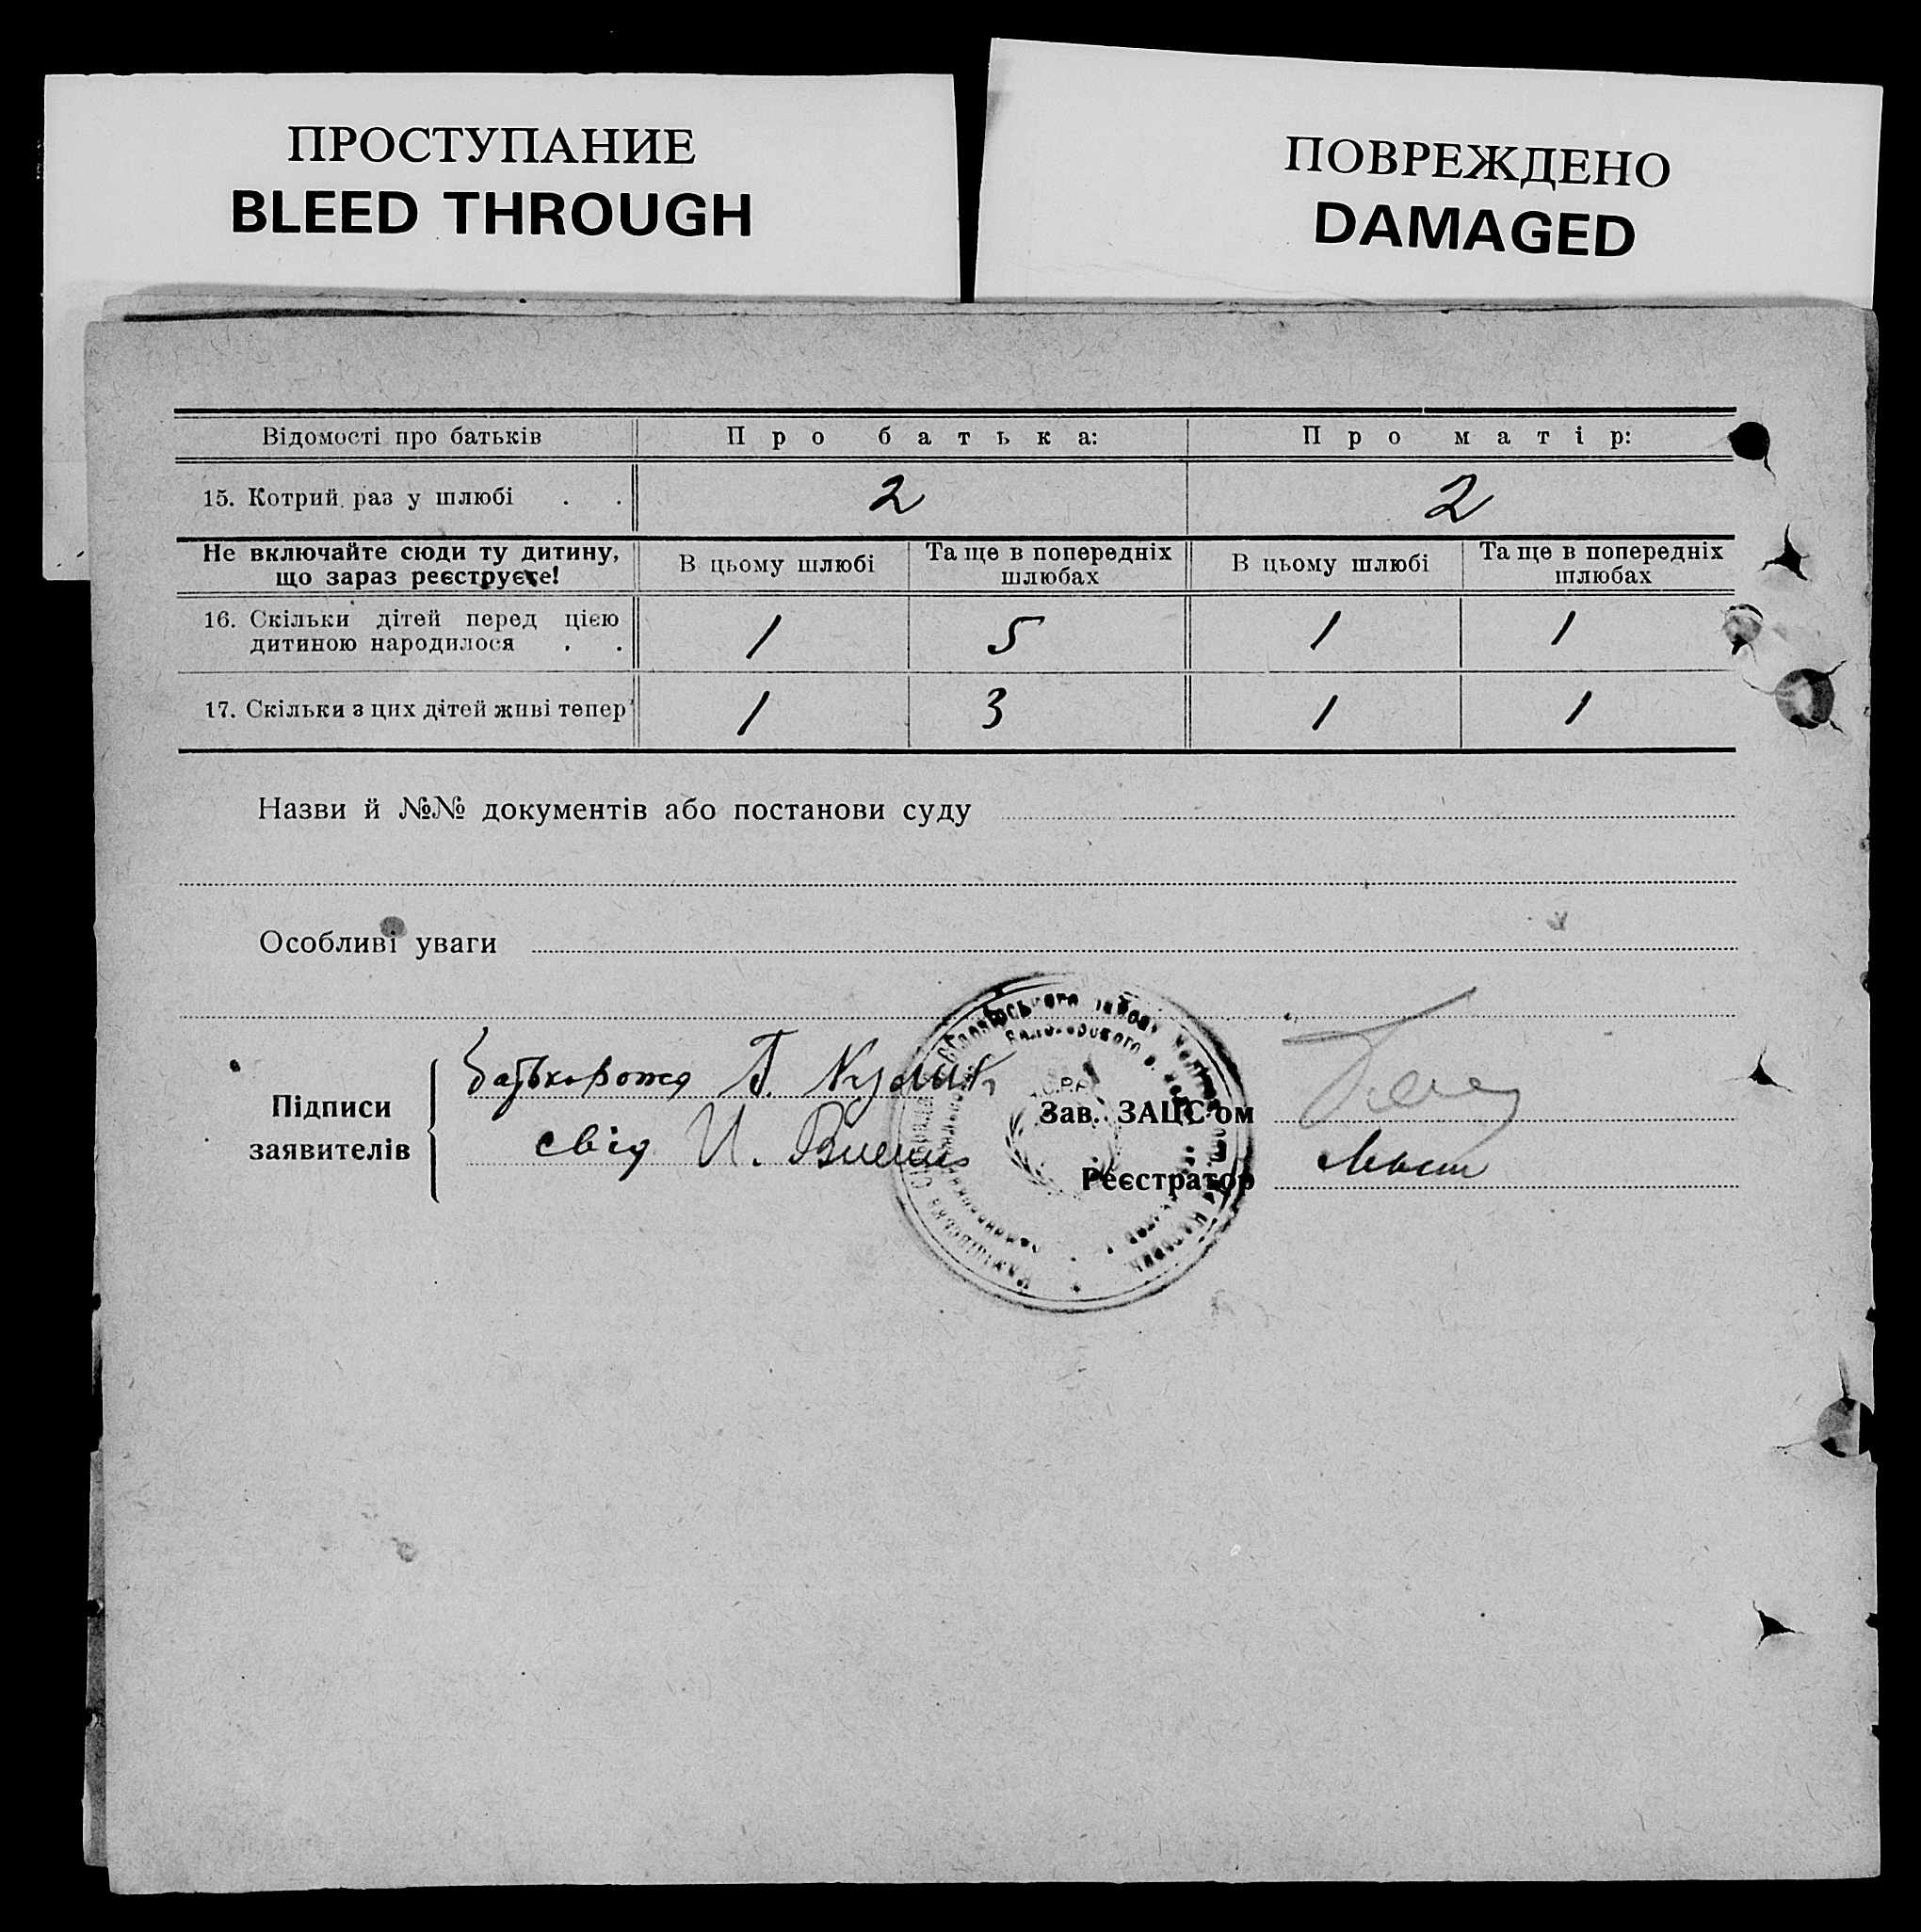 ПРОСТУПАНИЕ
BLEED THROUGH
ПОВРЕЖДЕНО
DAMAGED
Відомості про батьків Про батька: Про матір:
15. Котрий раз у шлюбі . . 2 2
Не включайте сюди ту дитину, що зараз реєструєте! В цьому шлюбі Та ще в попередніх шлюбах В цьому шлюбі Та ще в попередніх шлюбах
16. Скільки дітей перед цією
дитиною народилося . . 1 5 1 1
17. Скільки з цих дітей живі тепер 1 3 1 1
Назви й №№ документів або постанови суду
Особливі уваги
Підписи
заявителів
свід И.
Зав. ЗАЦС'ом
Реєстратор